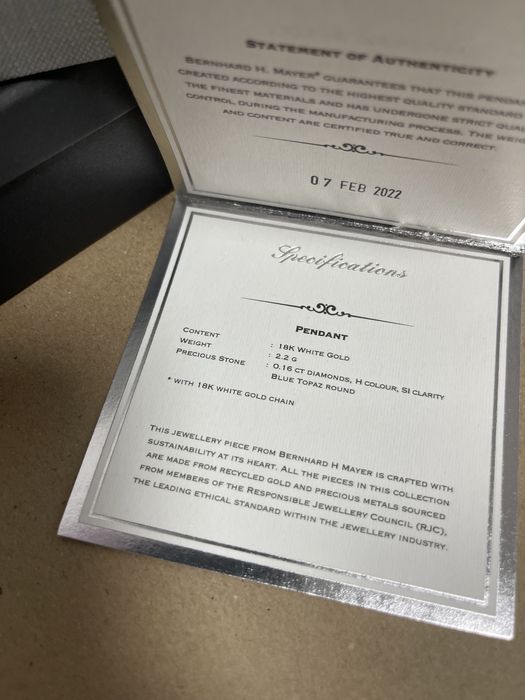 STATEMENT OF AUTHENTICITY
BERNHARD H. MAYER® GUARANTEES THAT THIS
CREATED ACCORDING TO THE HIGHEST QUALITY STANDARD
THE FINEST MATERIALS AND HAS UNDERGONE STRICT
CONTROL DURING THE MANUFACTURING PROCESS. THE
AND CONTENT ARE CERTIFIED TRUE AND CORRECT.
07 FEB 2022
Specifications
PENDANT
CONTENT : 18K WHITE GOLD
WEIGHT : 2.2 G
PRECIOUS STONE : 0.16 CT DIAMONDS, H COLOUR, SI CLARITY
BLUE TOPAZ ROUND
* WITH 18K WHITE GOLD CHAIN
THIS JEWELLERY PIECE FROM BERNHARD H MAYER IS CRAFTED WITH
SUSTAINABILITY AT ITS HEART. ALL THE PIECES IN THIS COLLECTION
ARE MADE FROM RECYCLED GOLD AND PRECIOUS METALS SOURCED
FROM MEMBERS OF THE RESPONSIBLE JEWELLERY COUNCIL (RJC),
THE LEADING ETHICAL STANDARD WITHIN THE JEWELLERY INDUSTRY.